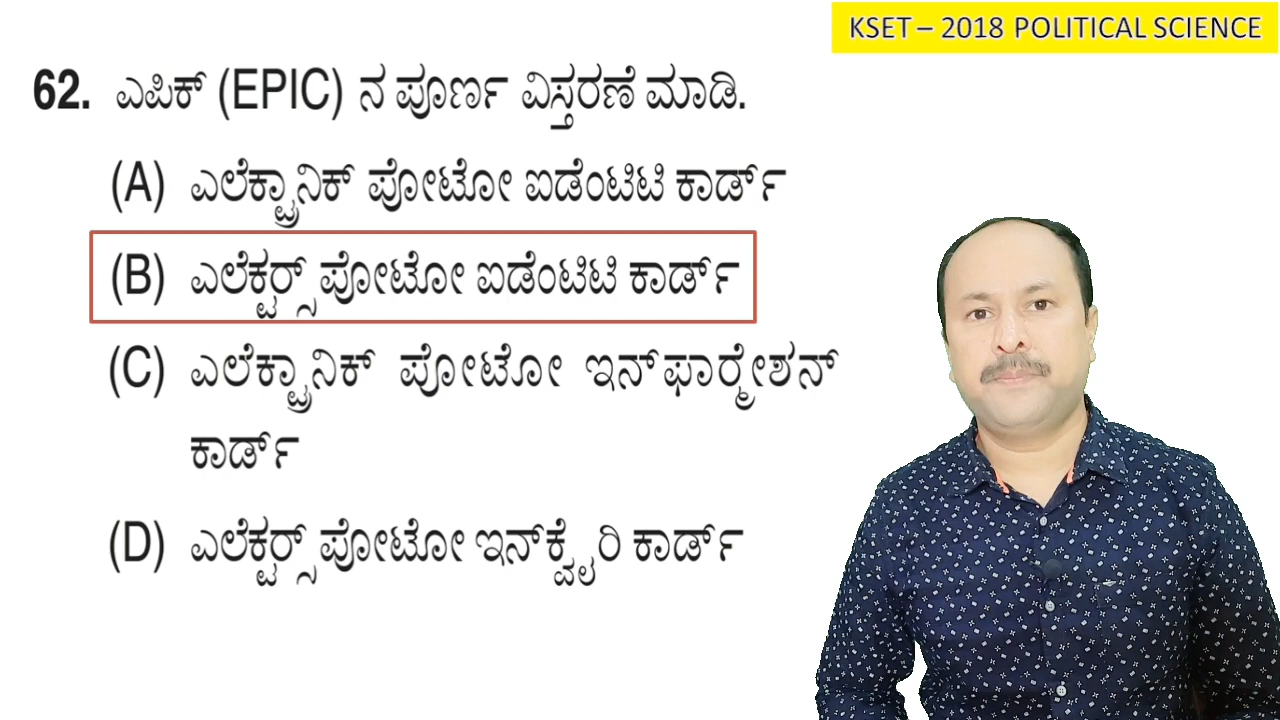 KSET – 2018 POLITICAL SCIENCE
62. ಎಪಿಕ್ (EPIC) ನ ಪೂರ್ಣ ವಿಸ್ತರಣೆ ಮಾಡಿ.
(A) ಎಲೆಕ್ಟ್ರಾನಿಕ್ ಪೋಟೋ ಐಡೆಂಟಿಟಿ ಕಾರ್ಡ್
(B) ಎಲೆಕ್ಟರ್ಸ್ ಪೋಟೋ ಐಡೆಂಟಿಟಿ ಕಾರ್ಡ್
(C) ಎಲೆಕ್ಟ್ರಾನಿಕ್ ಪೋಟೋ ಇನ್‌ಫಾರ್ಮೇಶನ್
ಕಾರ್ಡ್
(D) ಎಲೆಕ್ಟರ್ಸ್ ಪೋಟೋ ಇನ್‌ಕ್ವೈರಿ ಕಾರ್ಡ್